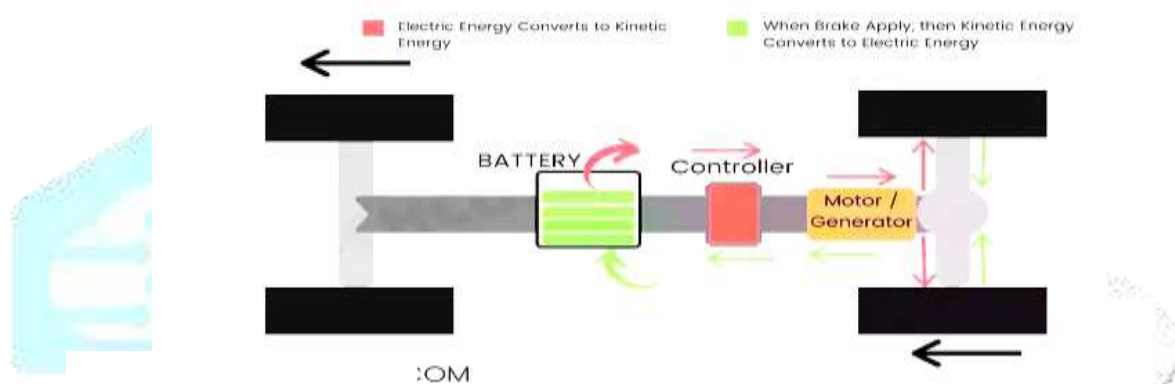 Electric Energy Converts to Kinetic
Energy
When Brake Apply, then Kinetic Energy
Converts to Electric Energy
BATTERY
Controller
Motor /
Generator
:OM